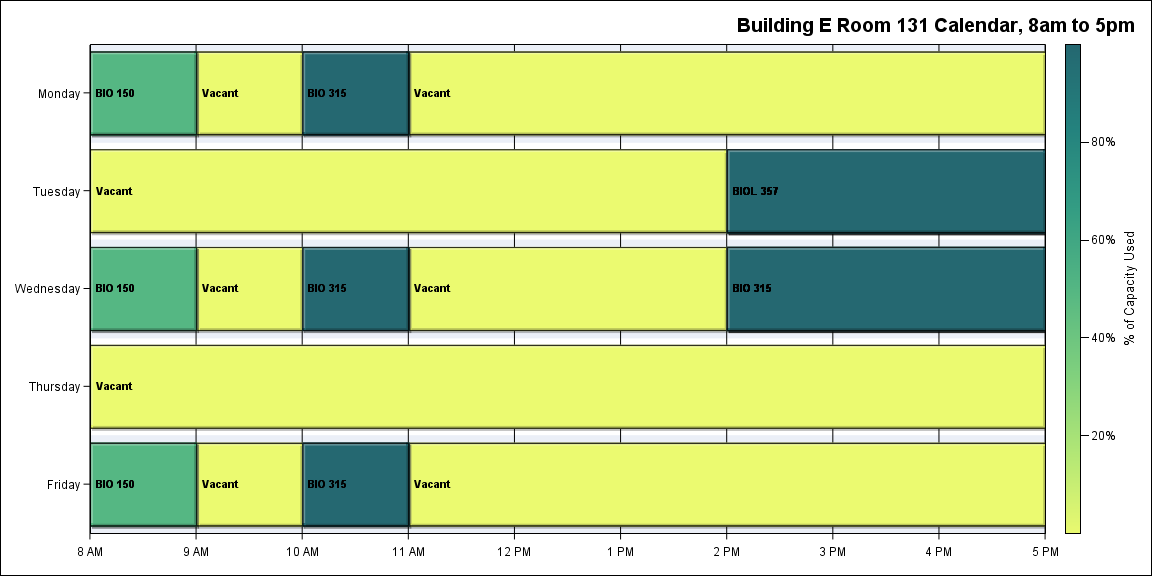 Building E Room 131 Calendar, 8am to 5pm
Monday
BIO 150
Vacant
BIO 315
Vacant
Tuesday
Vacant
BIOL 357
Wednesday
BIO 150
Vacant
BIO 315
Vacant
BIO 315
Thursday
Vacant
Friday
BIO 150
Vacant
BIO 315
Vacant
8 AM 9 AM 10 AM 11 AM 12 PM 1 PM 2 PM 3 PM 4 PM 5 PM
80%
60%
40%
20%
% of Capacity Used